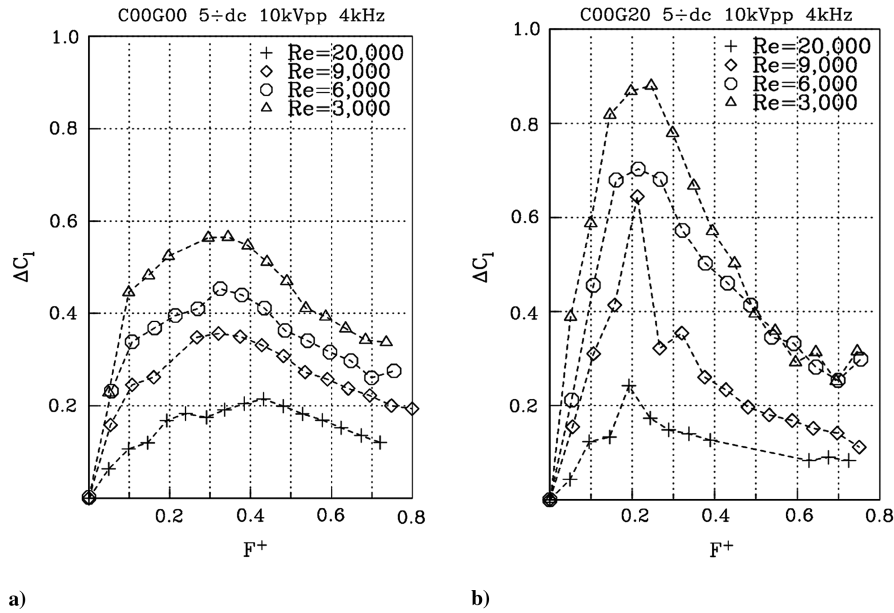 C00G00 5÷dc 10kVpp 4kHz
1.0
0.8
0.6
0.4
0.2
ΔC₁
Re=20,000
Re=9,000
Re=6,000
Re=3,000
0.2
0.4
0.6
0.8
F⁺
a)
C00G20 5÷dc 10kVpp 4kHz
1.0
0.8
0.6
0.4
0.2
ΔC₁
Re=20,000
Re=9,000
Re=6,000
Re=3,000
0.2
0.4
0.6
0.8
F⁺
b)